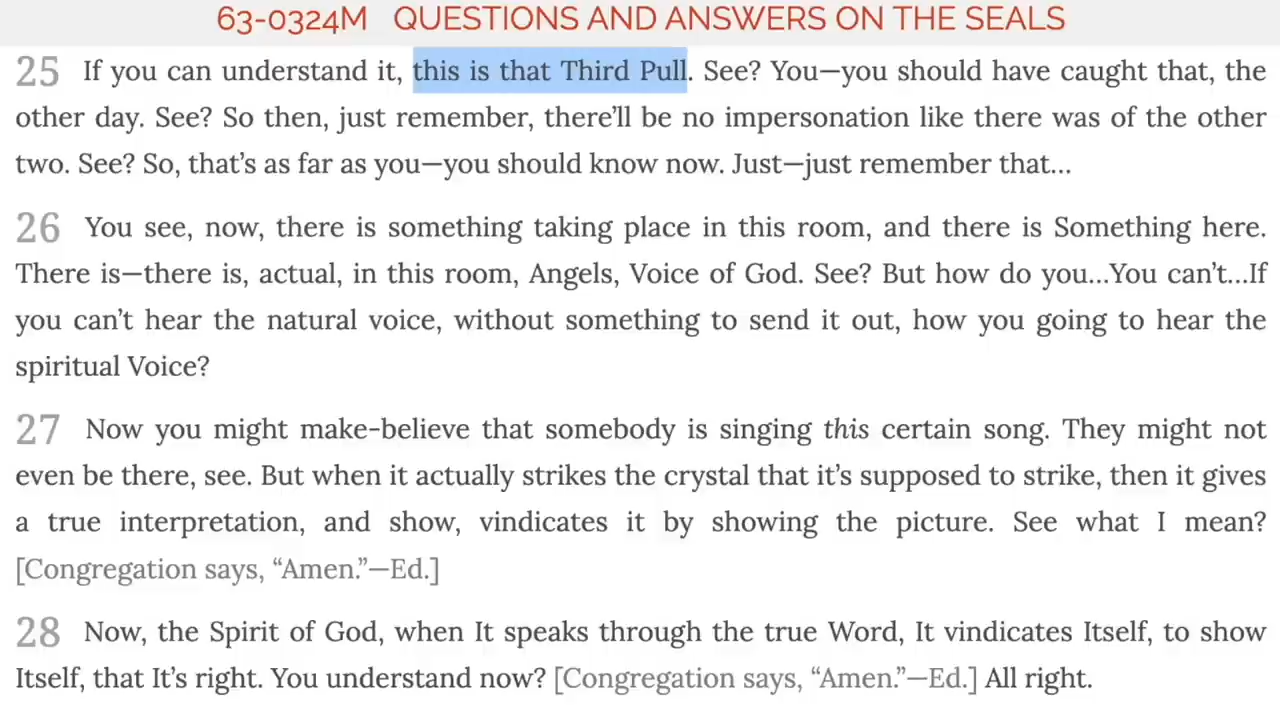 63-0324M QUESTIONS AND ANSWERS ON THE SEALS
25 If you can understand it, this is that Third Pull. See? You—you should have caught that, the
other day. See? So then, just remember, there’ll be no impersonation like there was of the other
two. See? So, that’s as far as you—you should know now. Just—just remember that…
26 You see, now, there is something taking place in this room, and there is Something here.
There is—there is, actual, in this room, Angels, Voice of God. See? But how do you…You can’t…If
you can’t hear the natural voice, without something to send it out, how you going to hear the
spiritual Voice?
27 Now you might make-believe that somebody is singing this certain song. They might not
even be there, see. But when it actually strikes the crystal that it’s supposed to strike, then it gives
a true interpretation, and show, vindicates it by showing the picture. See what I mean?
[Congregation says, “Amen.”—Ed.]
28 Now, the Spirit of God, when It speaks through the true Word, It vindicates Itself, to show
Itself, that It’s right. You understand now? [Congregation says, “Amen.”—Ed.] All right.